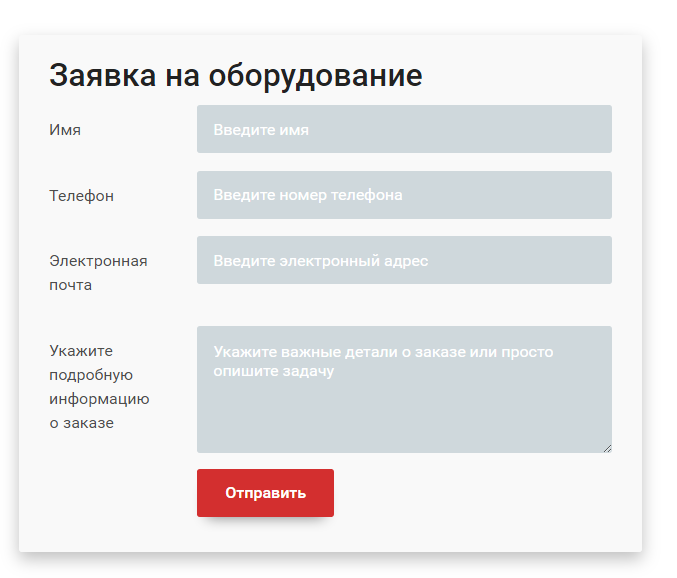 Заявка на оборудование
Имя
Введите имя
Телефон
Введите номер телефона
Электронная
почта
Введите электронный адрес
Укажите
подробную
информацию
о заказе
Укажите важные детали о заказе или просто
опишите задачу
Отправить